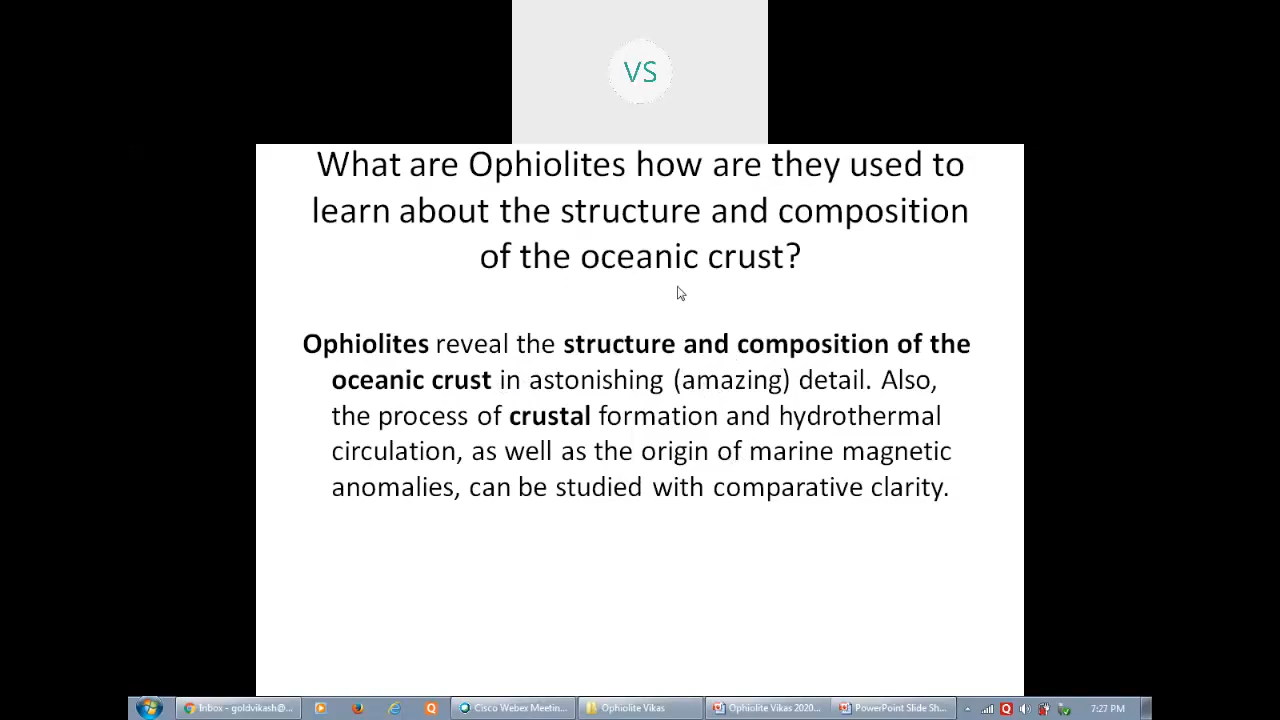 VS
What are Ophiolites how are they used to
learn about the structure and composition
of the oceanic crust?
Ophiolites reveal the structure and composition of the
oceanic crust in astonishing (amazing) detail. Also,
the process of crustal formation and hydrothermal
circulation, as well as the origin of marine magnetic
anomalies, can be studied with comparative clarity.
Inbox - goldvikash@... Cisco Webex Meetin... Ophiolite Vikas Ophiolite Vikas 2020... PowerPoint Slide Sh... 7:27 PM